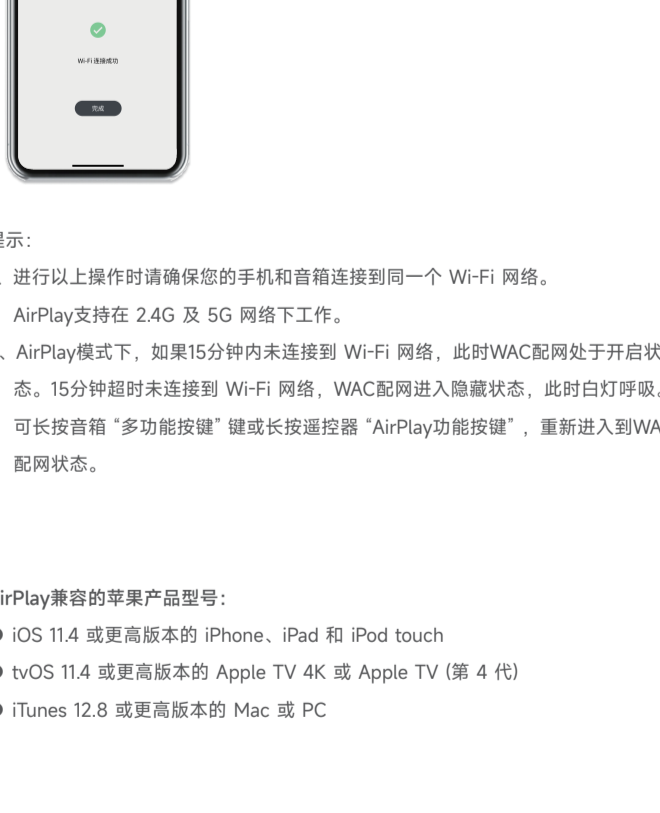 Wi-Fi 连接成功
完成
提示：
、进行以上操作时请确保您的手机和音箱连接到同一个 Wi-Fi 网络。
AirPlay支持在 2.4G 及 5G 网络下工作。
、AirPlay模式下，如果15分钟内未连接到 Wi-Fi 网络，此时WAC配网处于开启状
态。15分钟超时未连接到 Wi-Fi 网络，WAC配网进入隐藏状态，此时白灯呼吸。
可长按音箱 “多功能按键” 键或长按遥控器 “AirPlay功能按键” ，重新进入到WA
配网状态。
irPlay兼容的苹果产品型号：
● iOS 11.4 或更高版本的 iPhone、iPad 和 iPod touch
● tvOS 11.4 或更高版本的 Apple TV 4K 或 Apple TV (第 4 代)
● iTunes 12.8 或更高版本的 Mac 或 PC